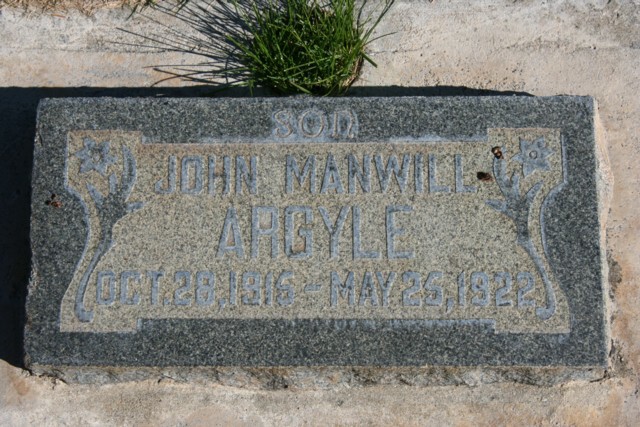 SON
JOHN MANWILL
ARGYLE
OCT. 28, 1915 - MAY 25, 1922